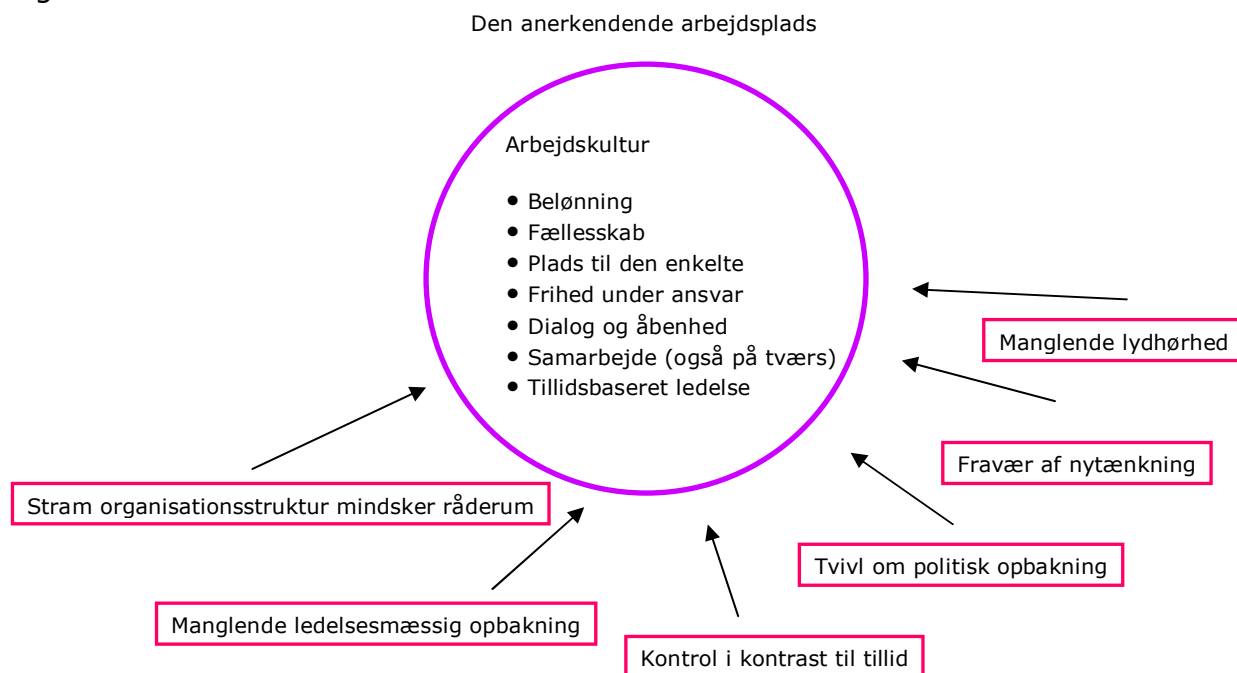 Den anerkendende arbejdsplads
Arbejdskultur
• Belønning
• Fællesskab
• Plads til den enkelte
• Frihed under ansvar
• Dialog og åbenhed
• Samarbejde (også på tværs)
• Tillidsbaseret ledelse
Manglende lydhørhed
Fravær af nytænkning
Stram organisationsstruktur mindsker råderum
Tvivl om politisk opbakning
Manglende ledelsesmæssig opbakning
Kontrol i kontrast til tillid